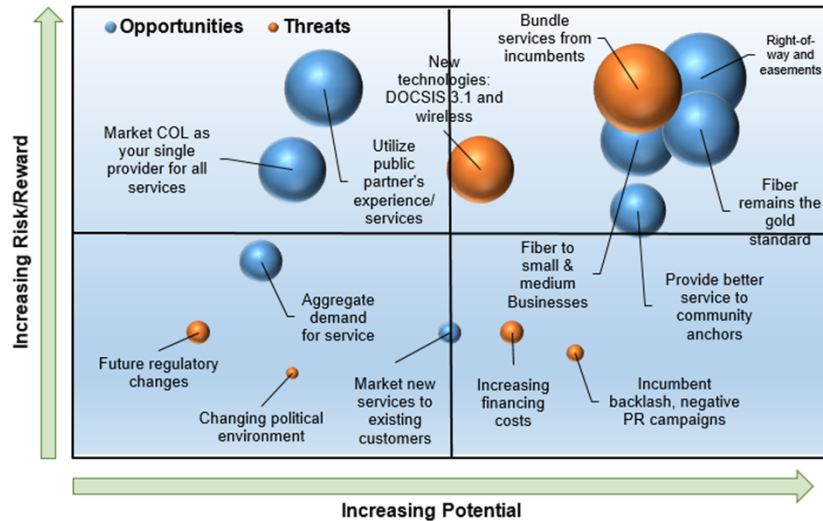 Opportunities
Threats
Bundle
services from
incumbents
Right-of-
way and
easements
New
technologies:
DOCSIS 3.1 and
wireless
Market COL as
your single
provider for all
services
Utilize
public
partner's
experience/
services
Fiber
remains the
gold
standard
Fiber to
small &
medium
Businesses
Provide better
service to
community
anchors
Aggregate
demand
for service
Future regulatory
changes
Changing political
environment
Market new
services to
existing
customers
Increasing
financing
costs
Incumbent
backlash, negative
PR campaigns
Increasing Risk/Reward
Increasing Potential